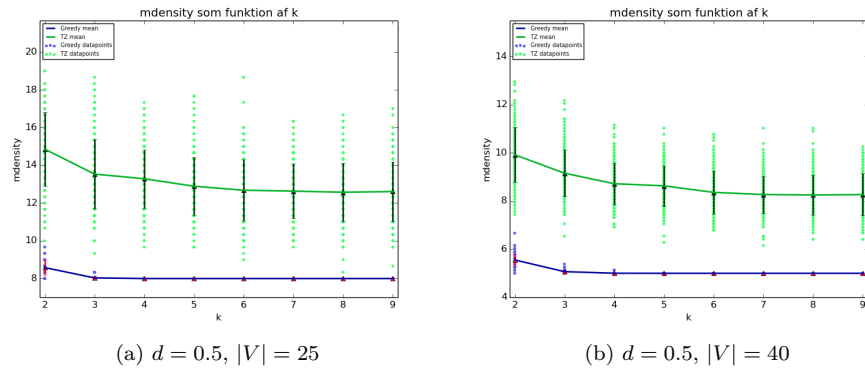 mdensity som funktion af k
Greedy mean
TZ mean
Greedy datapoints
TZ datapoints
20
18
16
14
12
10
8
mdensity
2 3 4 5 6 7 8 9
k
(a) d = 0.5, |V| = 25
mdensity som funktion af k
Greedy mean
TZ mean
Greedy datapoints
TZ datapoints
14
12
10
8
6
4
mdensity
2 3 4 5 6 7 8 9
k
(b) d = 0.5, |V| = 40